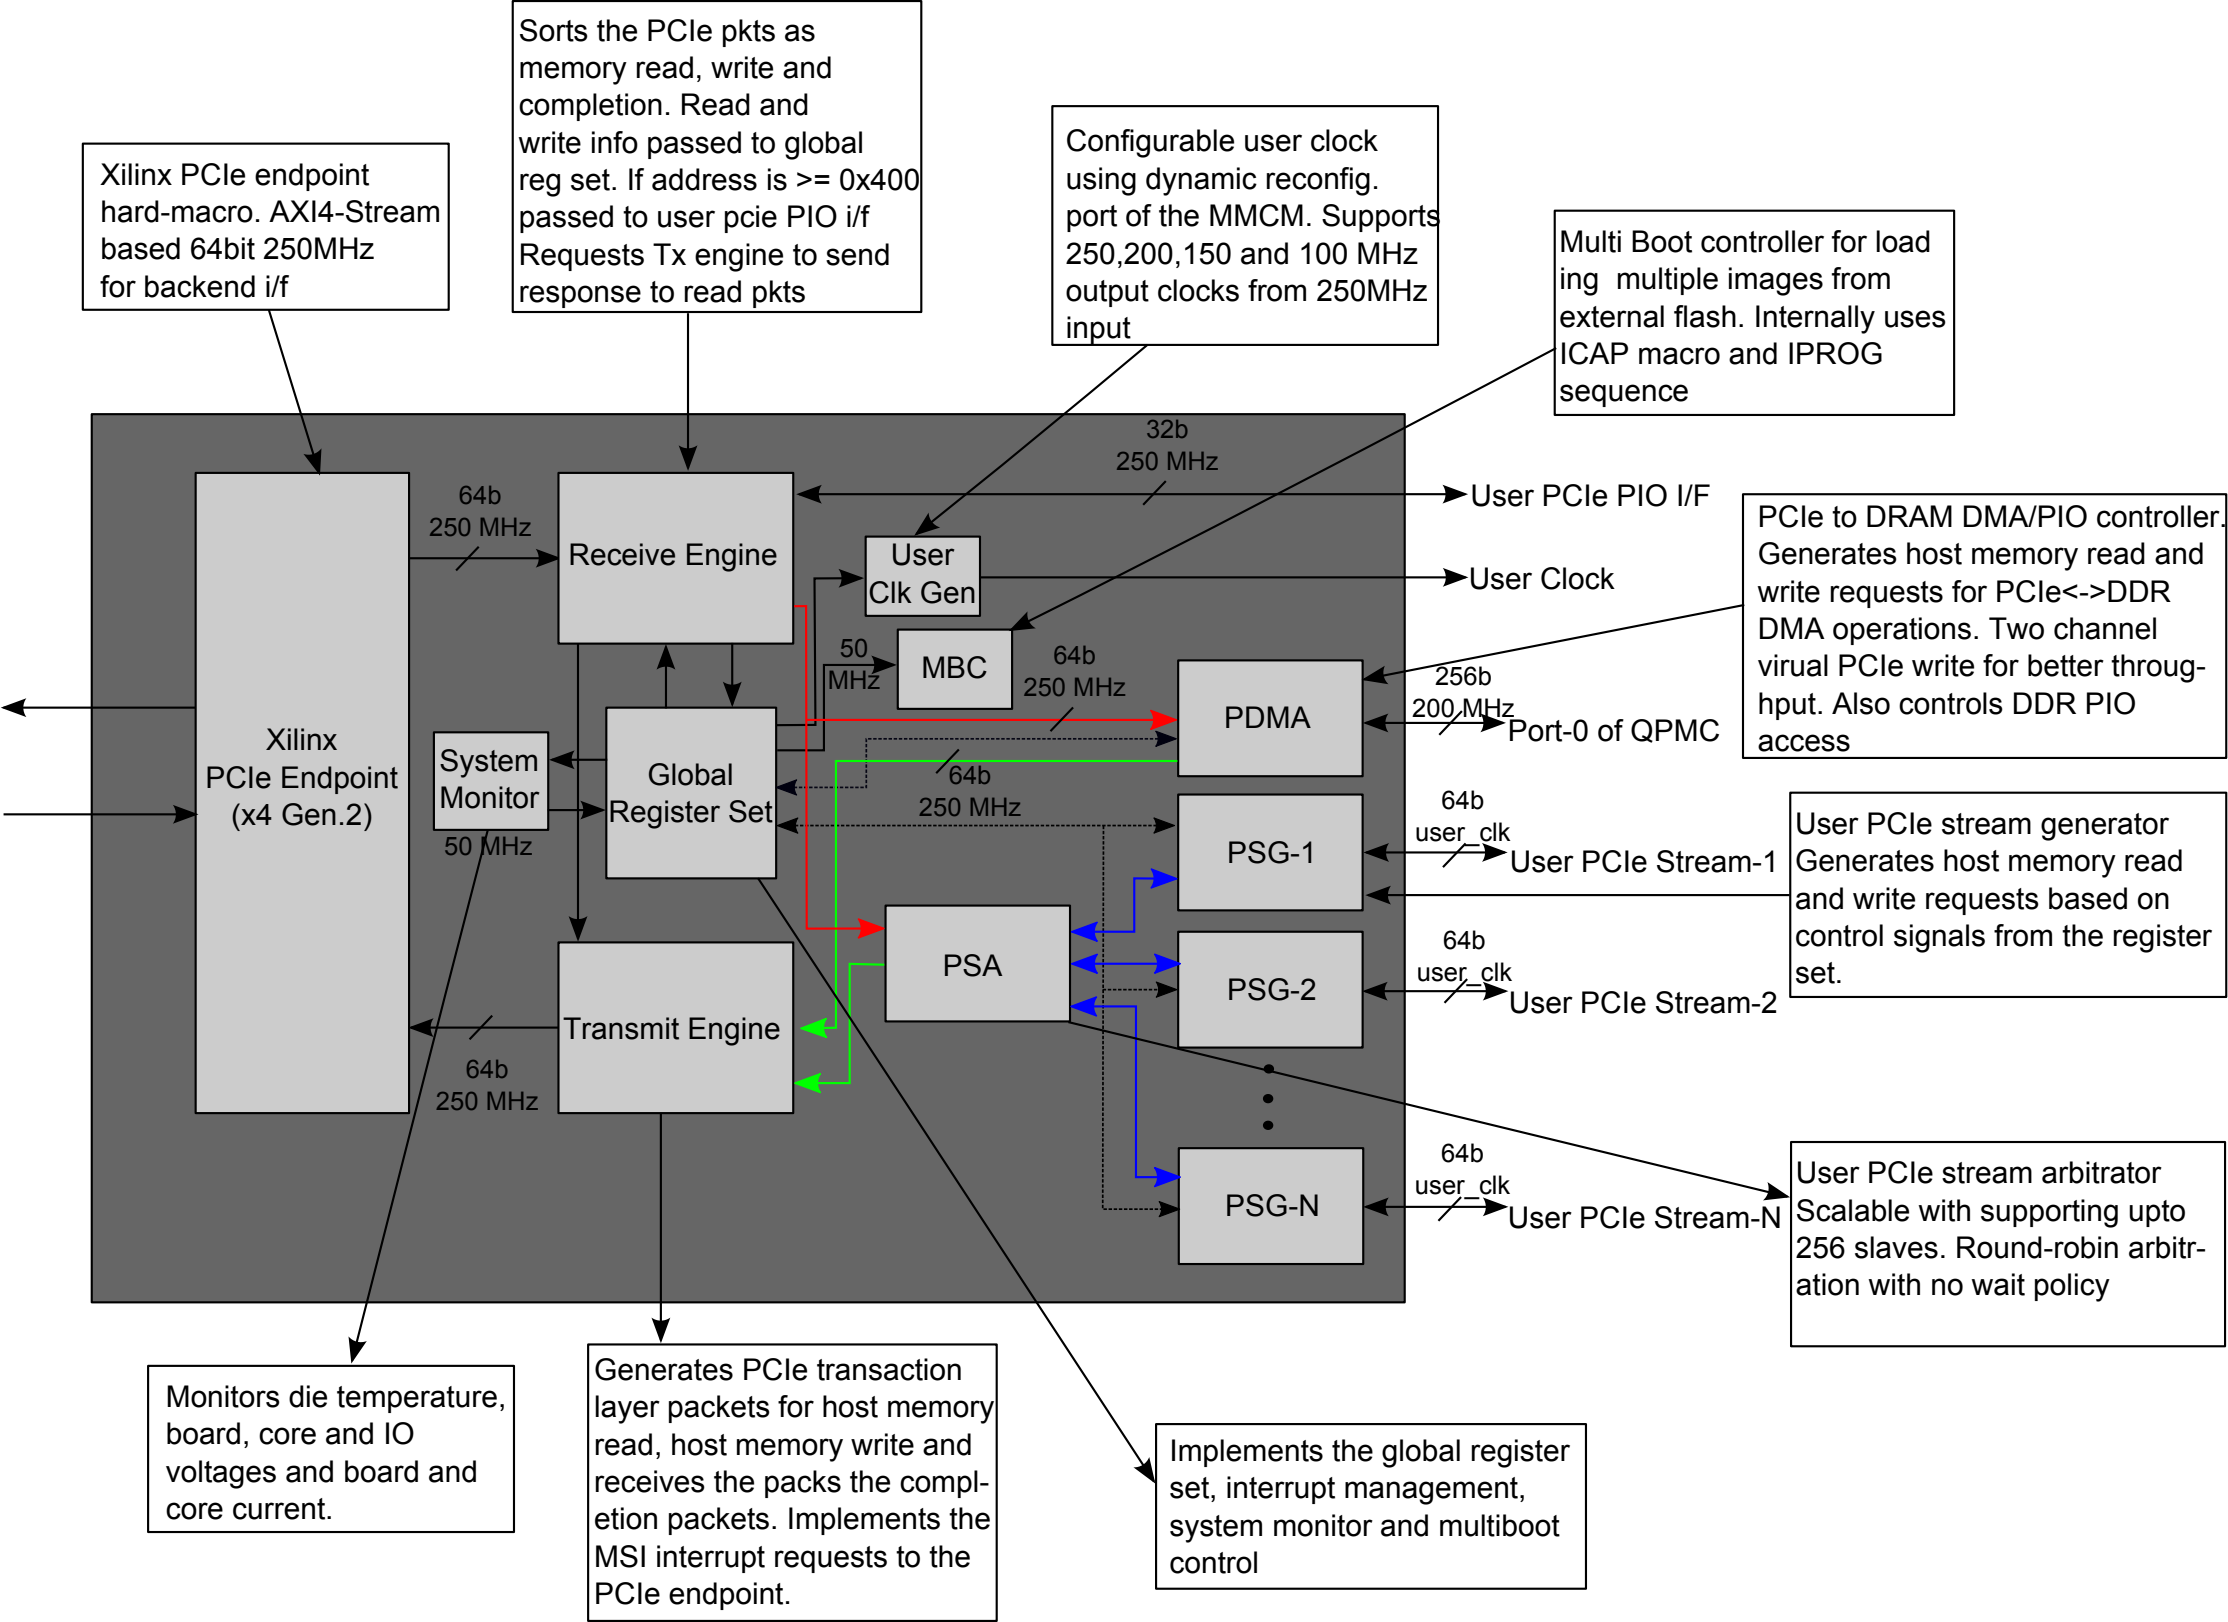 Sorts the PCIe pkts as
memory read, write and
completion. Read and
write info passed to global
reg set. If address is >= 0x400
passed to user pcie PIO i/f
Requests Tx engine to send
response to read pkts
Xilinx PCIe endpoint
hard-macro. AXI4-Stream
based 64bit 250MHz
for backend i/f
Configurable user clock
using dynamic reconfig.
port of the MMCM. Supports
250,200,150 and 100 MHz
output clocks from 250MHz
input
Multi Boot controller for load
ing  multiple images from
external flash. Internally uses
ICAP macro and IPROG
sequence
32b
250 MHz
64b
250 MHz
Receive Engine
User PCIe PIO I/F
User
Clk Gen
User Clock
PCIe to DRAM DMA/PIO controller.
Generates host memory read and
write requests for PCIe<->DDR
DMA operations. Two channel
virual PCIe write for better throug-
hput. Also controls DDR PIO
access
50
MHz
MBC
64b
250 MHz
PDMA
256b
200 MHz
Port-0 of QPMC
Xilinx
PCIe Endpoint
(x4 Gen.2)
System
Monitor
50 MHz
Global
Register Set
64b
250 MHz
PSG-1
64b
user_clk
User PCIe Stream-1
User PCIe stream generator
Generates host memory read
and write requests based on
control signals from the register
set.
PSA
PSG-2
64b
user_clk
User PCIe Stream-2
Transmit Engine
64b
250 MHz
PSG-N
64b
user_clk
User PCIe Stream-N
User PCIe stream arbitrator
Scalable with supporting upto
256 slaves. Round-robin arbitr-
ation with no wait policy
Monitors die temperature,
board, core and IO
voltages and board and
core current.
Generates PCIe transaction
layer packets for host memory
read, host memory write and
receives the packs the compl-
etion packets. Implements the
MSI interrupt requests to the
PCIe endpoint.
Implements the global register
set, interrupt management,
system monitor and multiboot
control